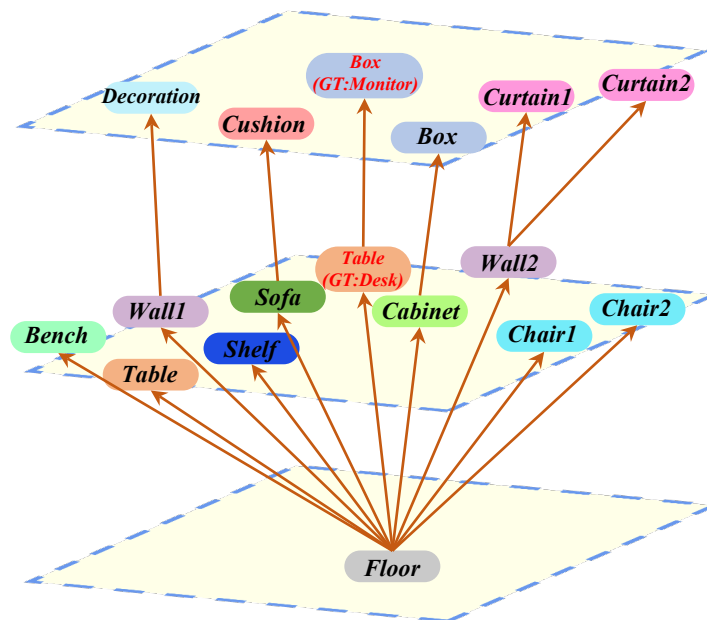 Box
(GT:Monitor)
Decoration
Curtain1
Curtain2
Cushion
Box
Table
(GT:Desk)
Wall2
Wall1
Sofa
Cabinet
Chair1
Chair2
Bench
Shelf
Table
Floor